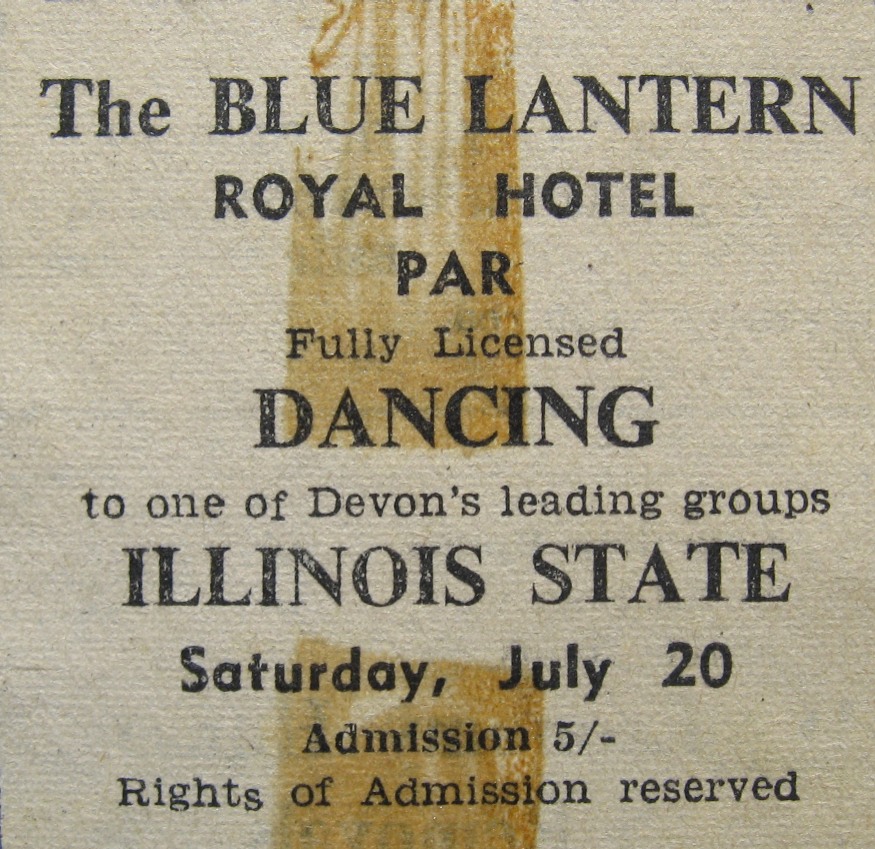 The BLUE LANTERN
ROYAL HOTEL
PAR
Fully Licensed
DANCING
to one of Devon's leading groups
ILLINOIS STATE
Saturday, July 20
Admission 5/-
Rights of Admission reserved